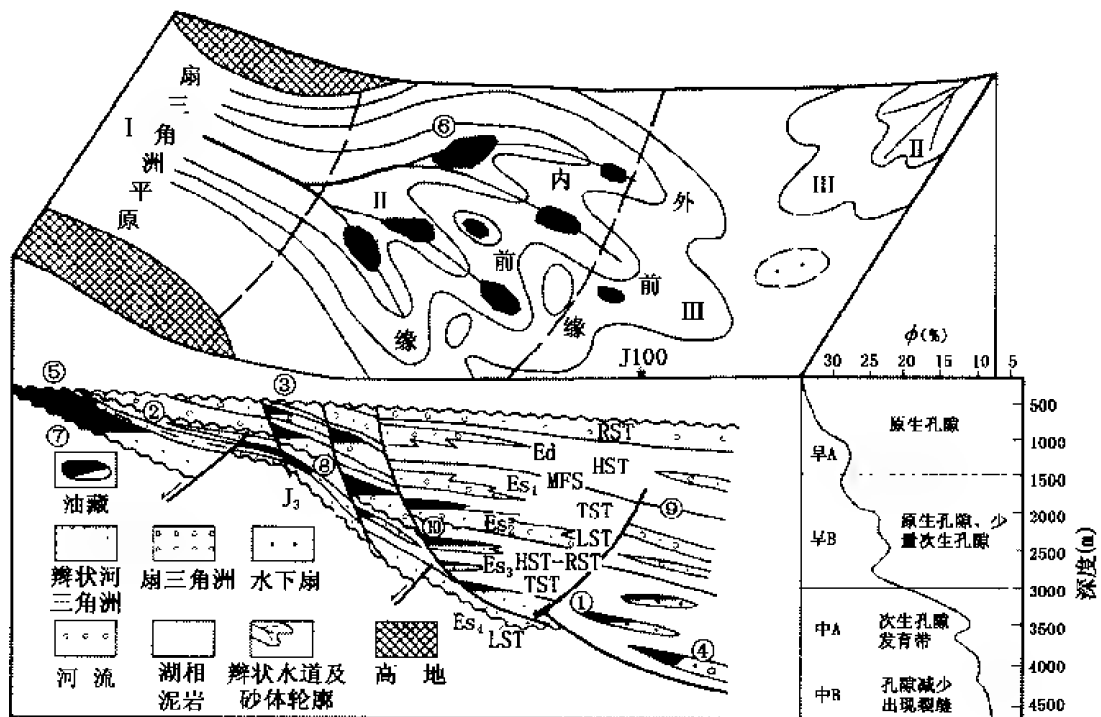 扇三角洲平原
Ⅰ
⑥
Ⅱ
内前缘
外前缘
Ⅲ
Ⅲ
Ⅱ
J100
φ(%)
30 25 20 15 10 5
⑤
③
②
⑦
⑧
J₃
油藏
辫状河三角洲
扇三角洲
水下扇
河流
湖相泥岩
辫状水道及砂体轮廓
高地
RST
Ed
HST
Es₁
MFS
TST
⑨
⑩
Es₂
LST
Es₃
HST-RST
TST
①
Es₄
LST
④
早A
原生孔隙
早B
原生孔隙、少量次生孔隙
中A
次生孔隙发育带
中B
孔隙减少出现裂缝
500
1000
1500
2000
2500
3000
3500
4000
4500
深度(m)